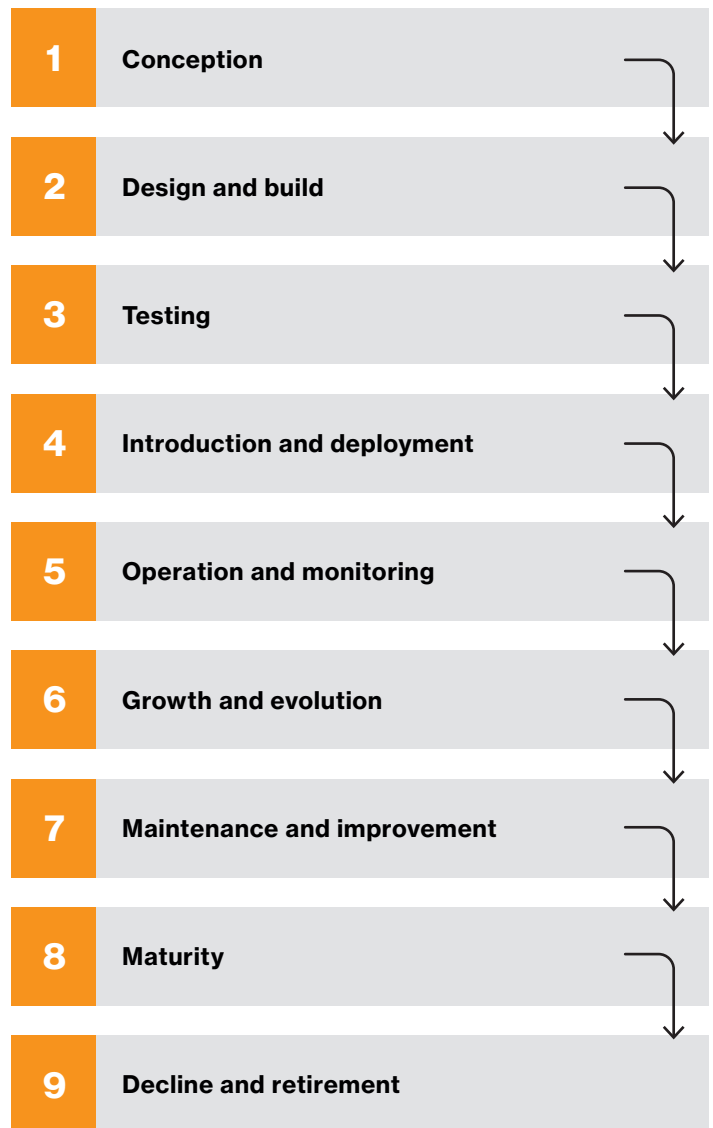 1 Conception
2 Design and build
3 Testing
4 Introduction and deployment
5 Operation and monitoring
6 Growth and evolution
7 Maintenance and improvement
8 Maturity
9 Decline and retirement